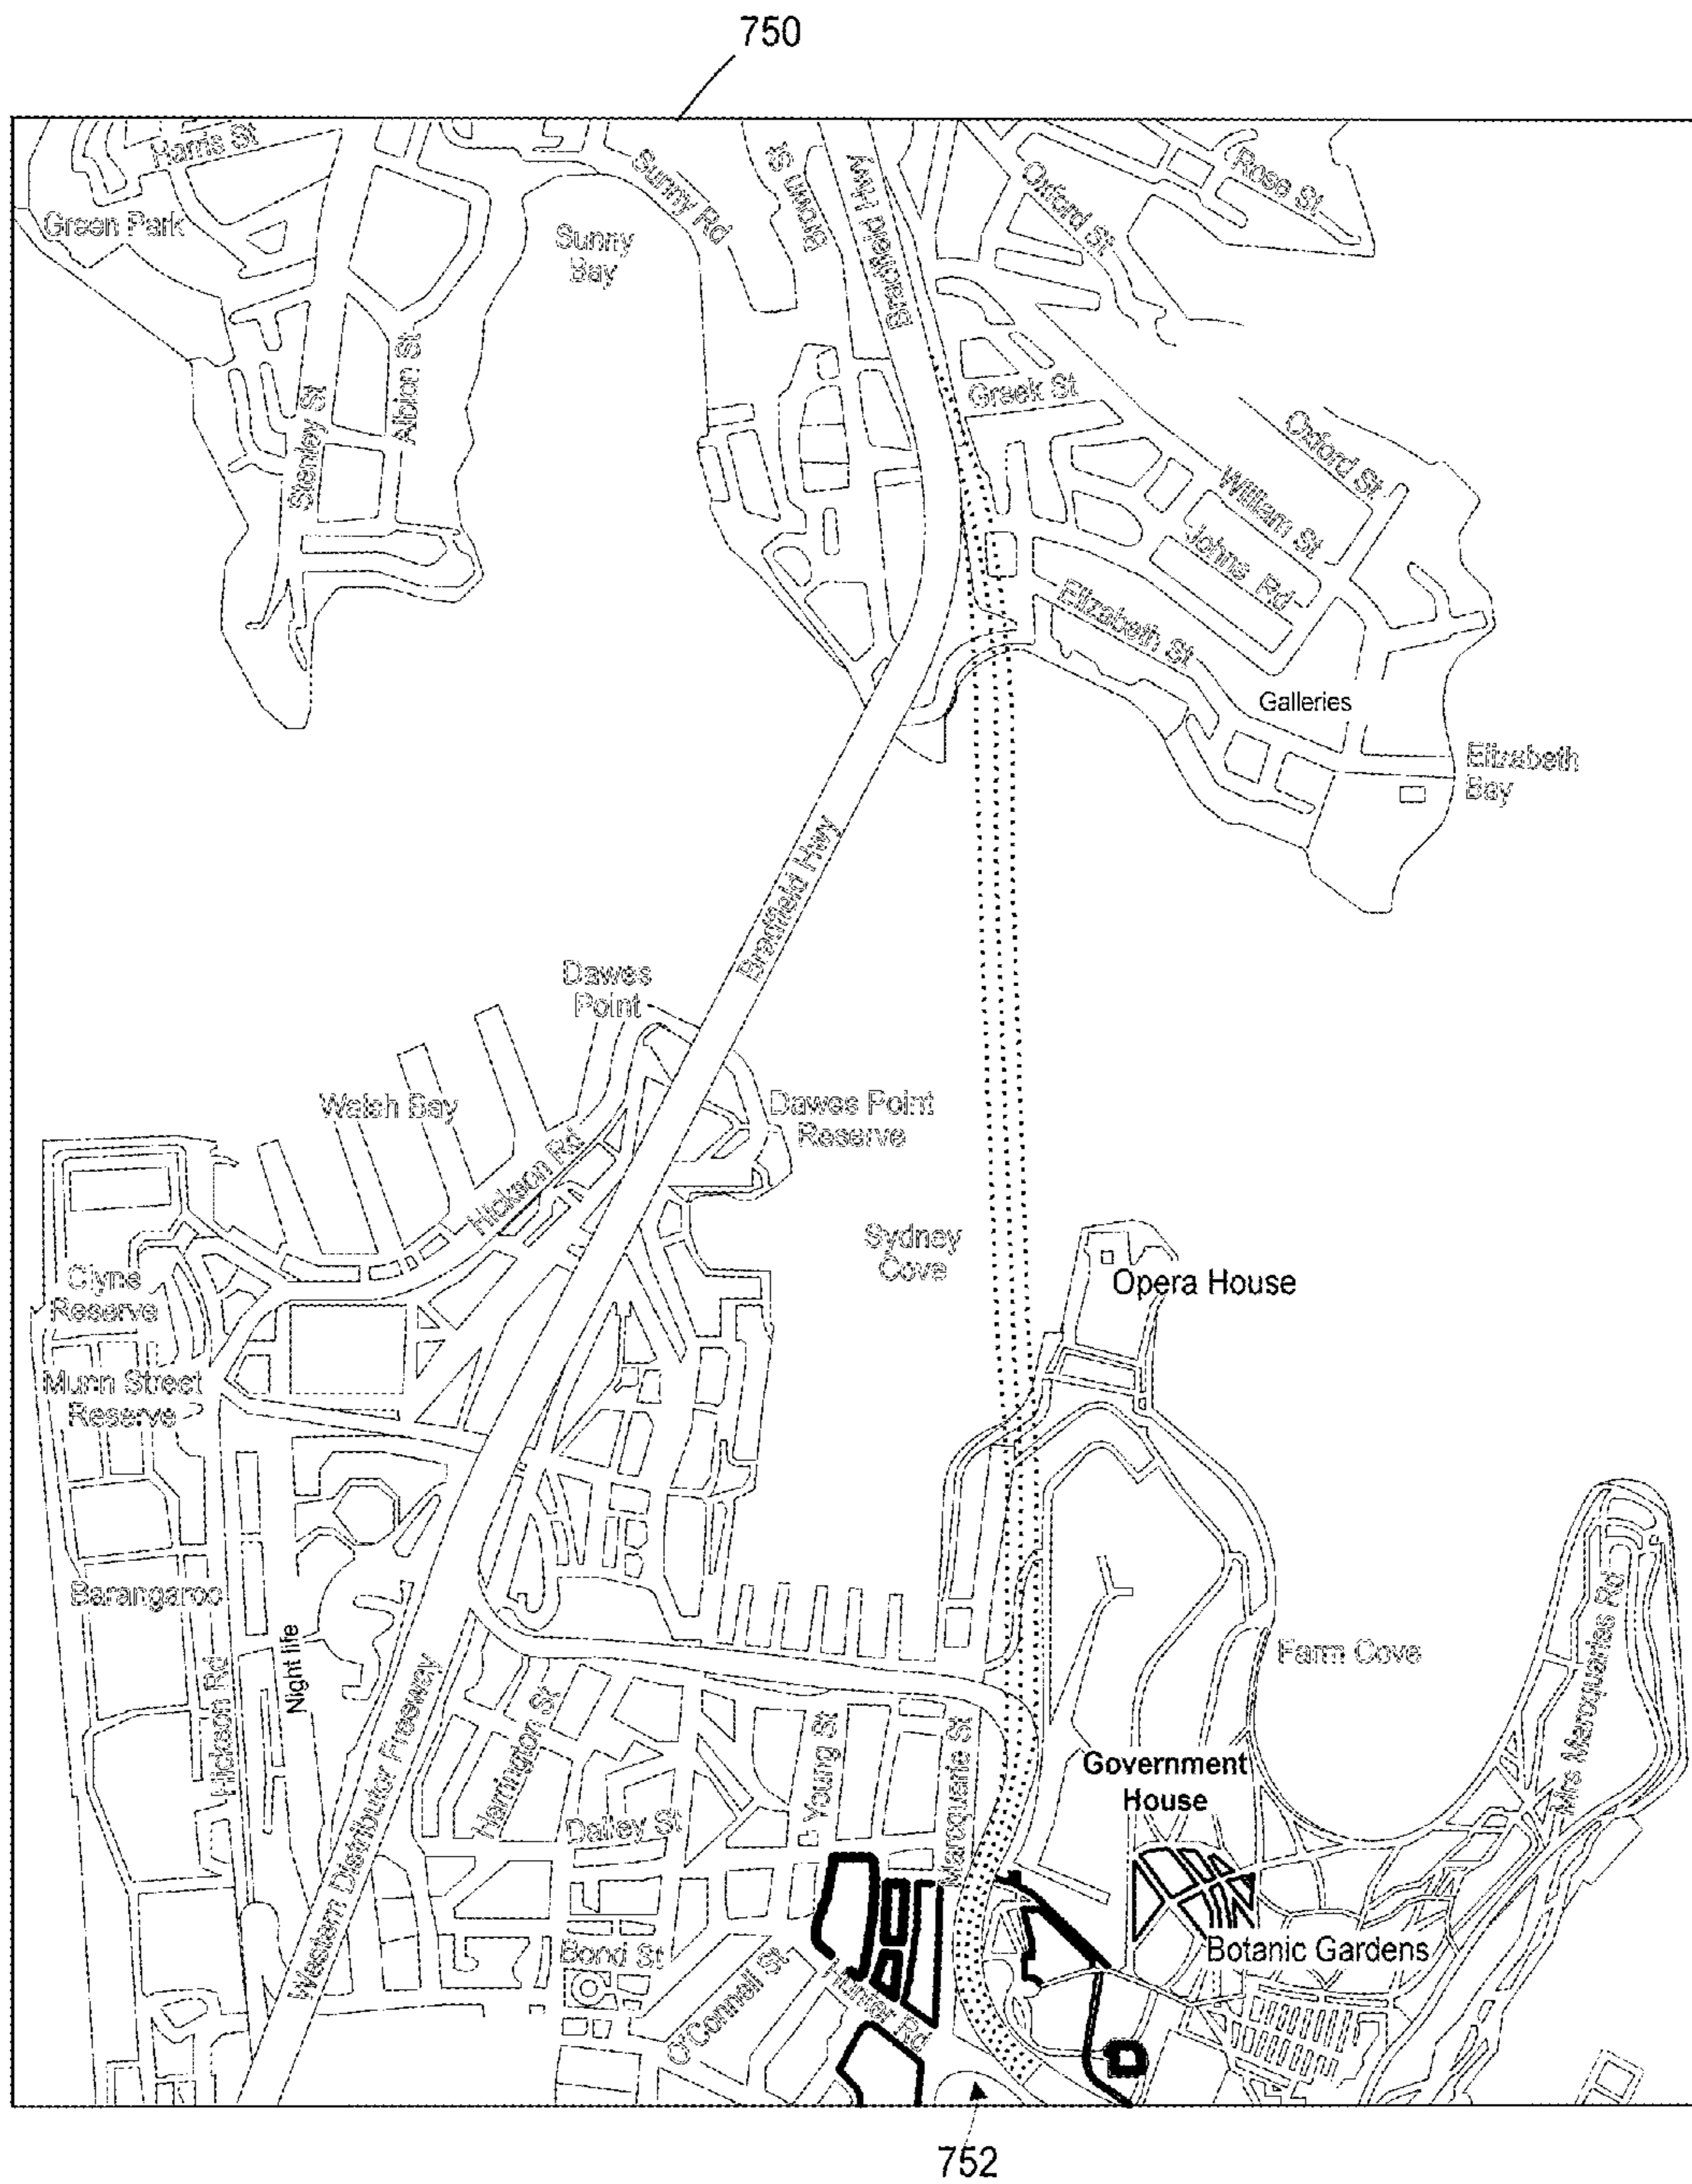 750
Harris St
Sunny Rd
Brown St
Bradfield Hwy
Oxford St
Rose St
Green Park
Sunny
Bay
Stenley St
Albion St
Greek St
Oxford St
William St
Johns Rd
Elizabeth St
Galleries
Elizabeth
Bay
Bradfield Hwy
Dawes
Point
Walsh Bay
Dawes Point
Reserve
Hickson Rd
Sydney
Cove
Clyne
Reserve
Opera House
Munn Street
Reserve
Barangaroo
Night life
Hickson Rd
Western Distributor Freeway
Harrington St
Farm Cove
Mrs Macquaries Rd
Young St
Macquarie St
Government
House
Dalley St
Bond St
O'Connell St
Hunter Rd
Botanic Gardens
752